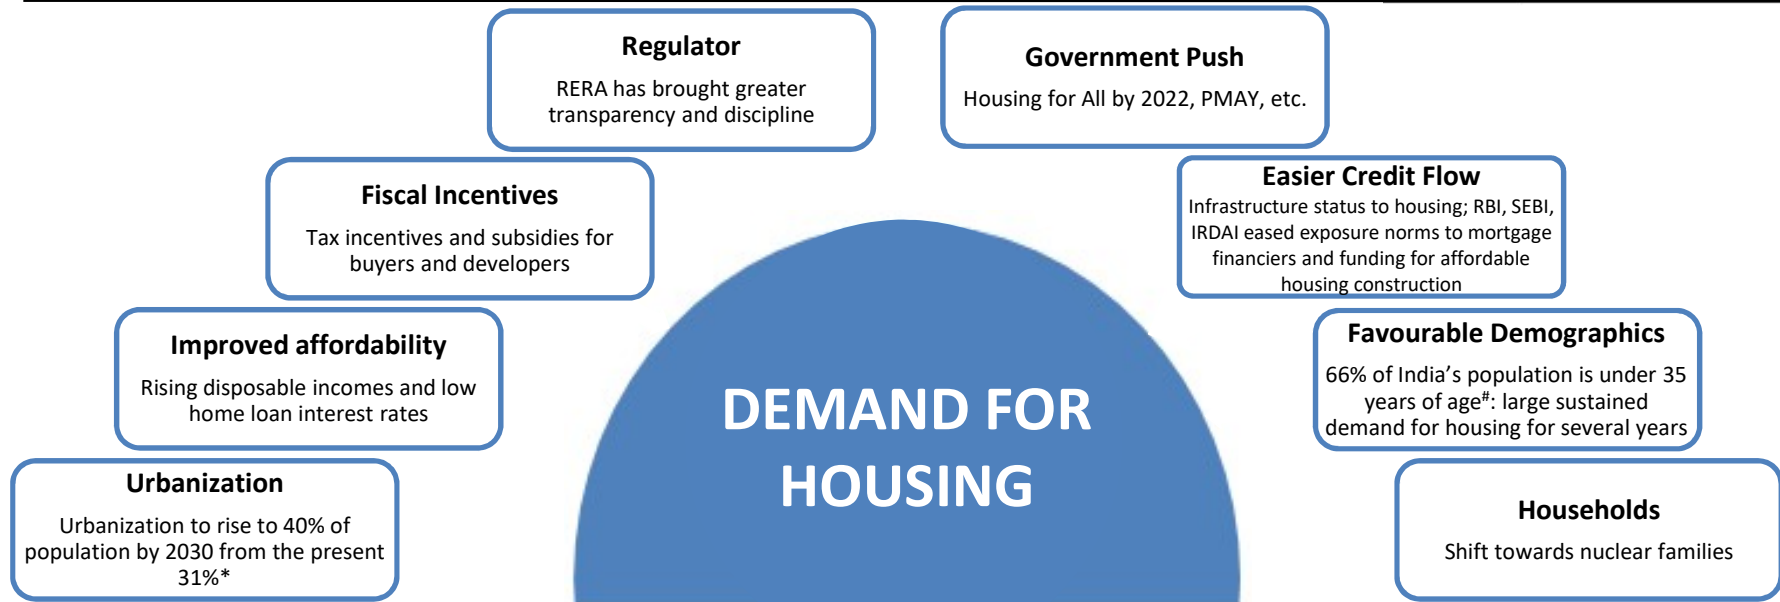 Regulator
RERA has brought greater
transparency and discipline
Government Push
Housing for All by 2022, PMAY, etc.
Fiscal Incentives
Tax incentives and subsidies for
buyers and developers
Easier Credit Flow
Infrastructure status to housing; RBI, SEBI,
IRDAI eased exposure norms to mortgage
financiers and funding for affordable
housing construction
Improved affordability
Rising disposable incomes and low
home loan interest rates
Favourable Demographics
66% of India’s population is under 35
years of age#: large sustained
demand for housing for several years
DEMAND FOR
HOUSING
Urbanization
Urbanization to rise to 40% of
population by 2030 from the present
31%*
Households
Shift towards nuclear families